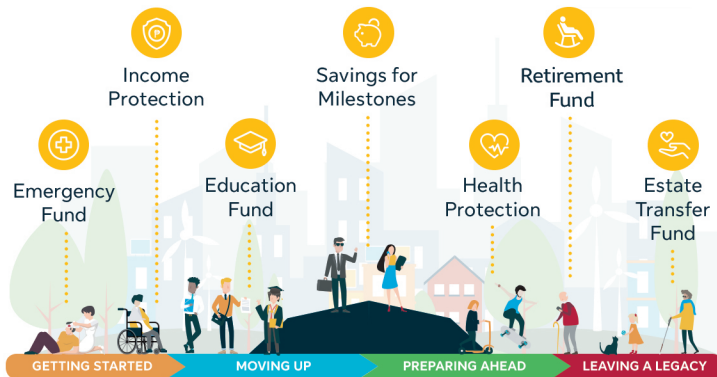 Income
Protection
Savings for
Milestones
Retirement
Fund
Emergency
Fund
Education
Fund
Health
Protection
Estate
Transfer
Fund
GETTING STARTED
MOVING UP
PREPARING AHEAD
LEAVING A LEGACY